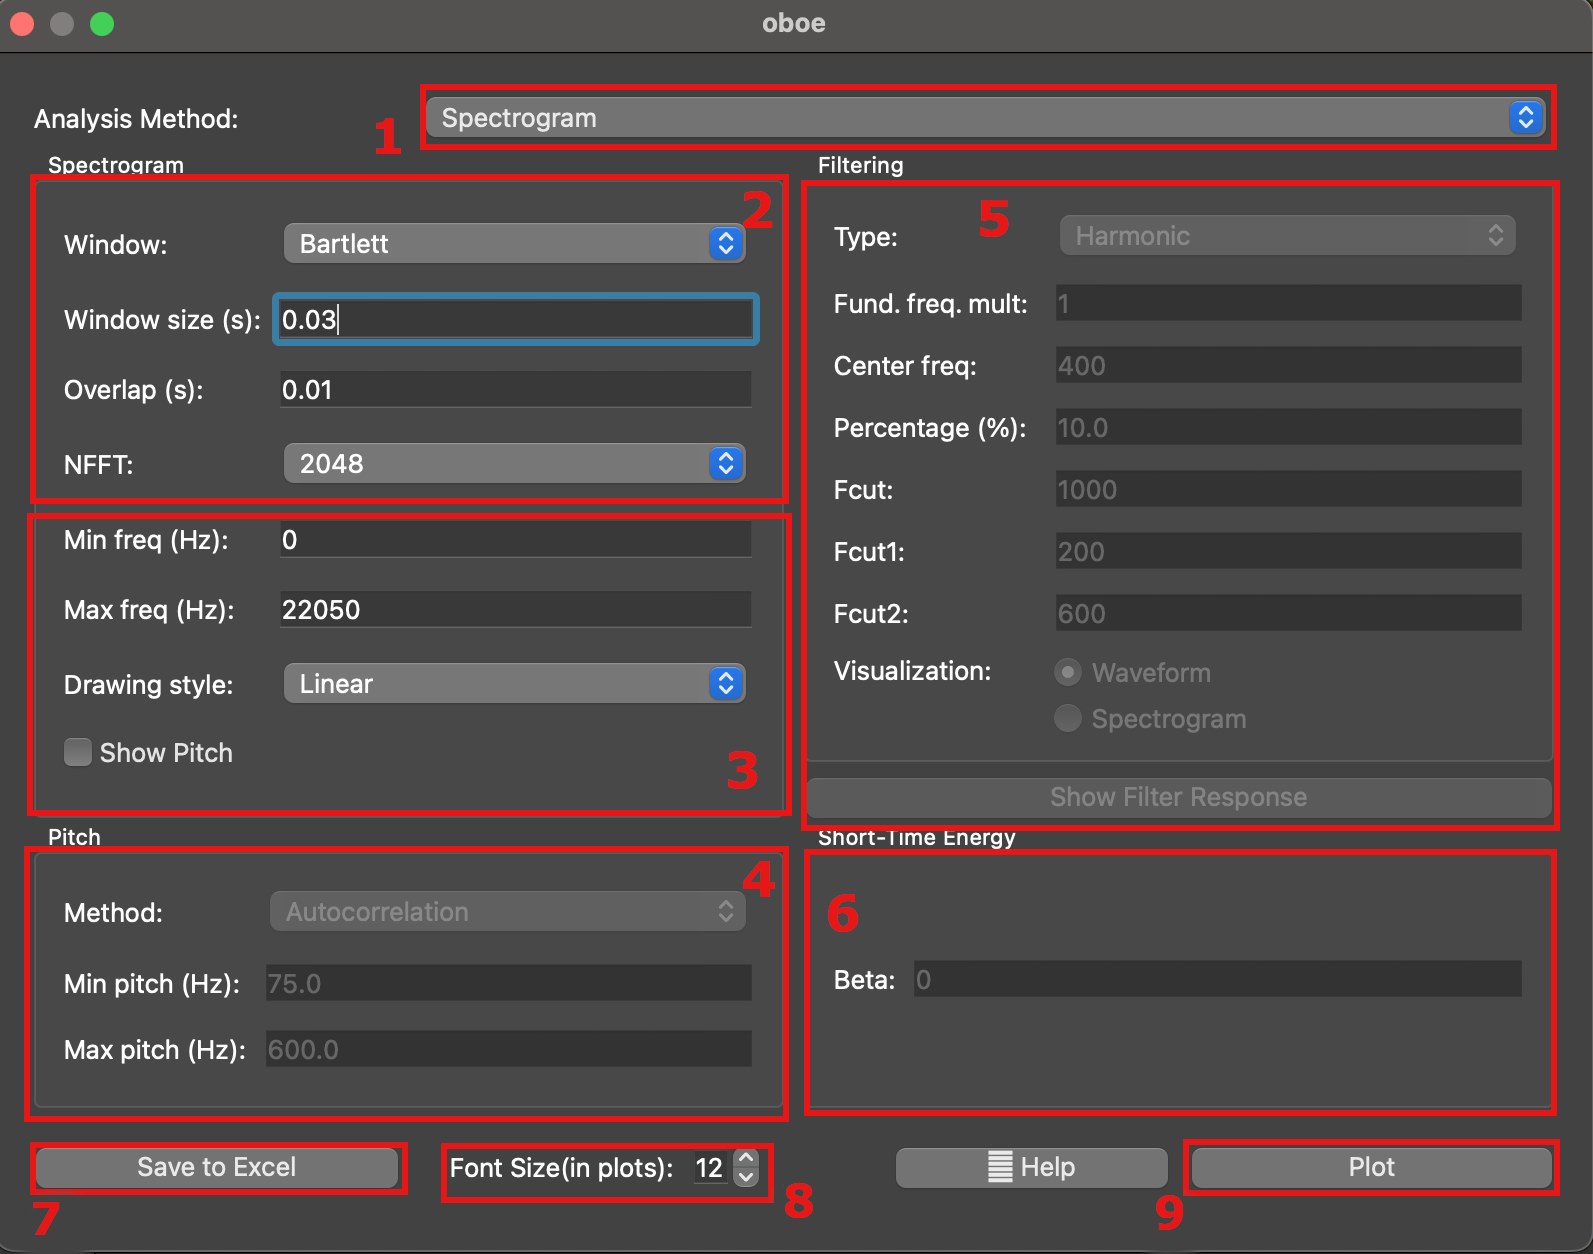 oboe
Analysis Method:
Spectrogram
1
Spectrogram
2
Window:
Bartlett
Window size (s):
0.03
Overlap (s):
0.01
NFFT:
2048
Min freq (Hz):
0
Max freq (Hz):
22050
Drawing style:
Linear
Show Pitch
3
Filtering
5
Type:
Harmonic
Fund. freq. mult:
1
Center freq:
400
Percentage (%):
10.0
Fcut:
1000
Fcut1:
200
Fcut2:
600
Visualization:
Waveform
Spectrogram
Show Filter Response
Pitch
4
Method:
Autocorrelation
Min pitch (Hz):
75.0
Max pitch (Hz):
600.0
Short-Time Energy
6
Beta:
0
Save to Excel
7
Font Size(in plots):
12
8
Help
Plot
9